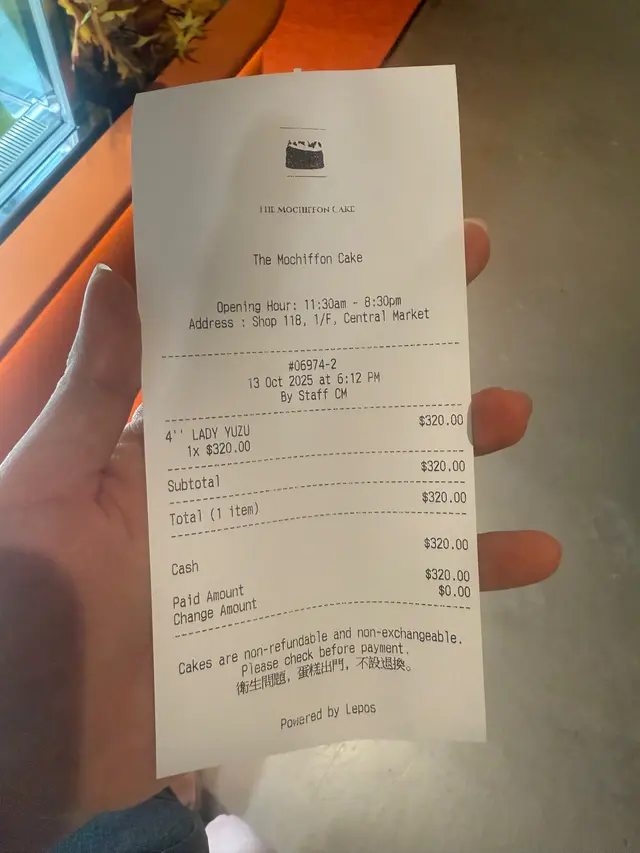 THE MOCHIFFON CAKE
The Mochiffon Cake
Opening Hour: 11:30am - 8:30pm
Address : Shop 118, 1/F, Central Market
#06974-2
13 Oct 2025 at 6:12 PM
By Staff CM
4'' LADY YUZU $320.00
1x $320.00
Subtotal $320.00
Total (1 item) $320.00
Cash $320.00
Paid Amount $320.00
Change Amount $0.00
Cakes are non-refundable and non-exchangeable.
Please check before payment.
衛生問題，蛋糕出門，不設退換。
Powered by Lepos